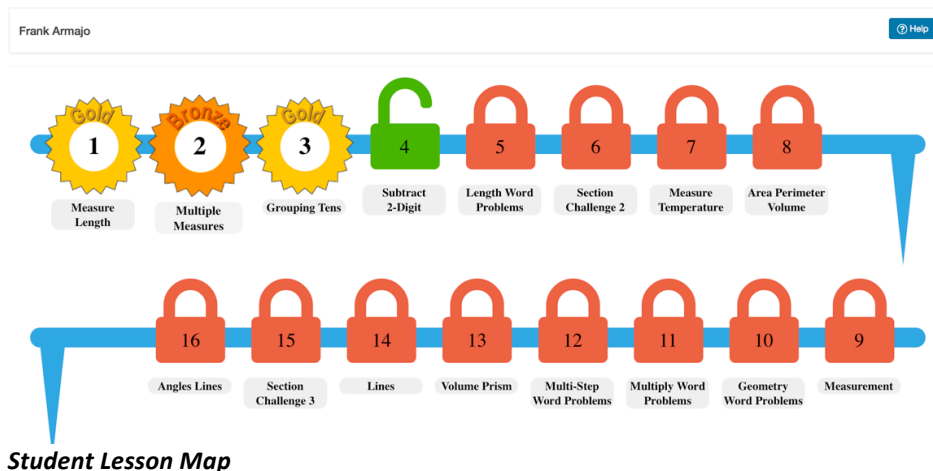 Frank Armajo
Help
Gold
Bronze
Gold
1
2
3
4
5
6
7
8
Measure
Length
Multiple
Measures
Grouping Tens
Subtract
2-Digit
Length Word
Problems
Section
Challenge 2
Measure
Temperature
Area Perimeter
Volume
16
15
14
13
12
11
10
9
Angles Lines
Section
Challenge 3
Lines
Volume Prism
Multi-Step
Word Problems
Multiply Word
Problems
Geometry
Word Problems
Measurement
Student Lesson Map